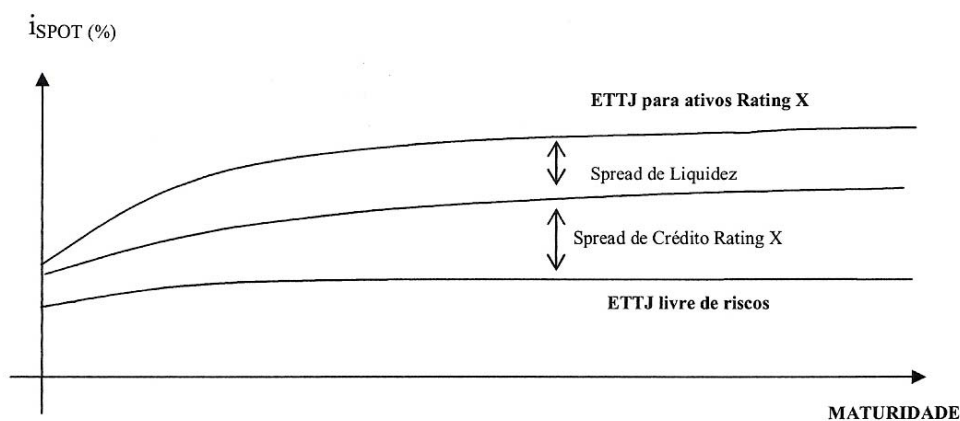 iSPOT (%)
ETTJ para ativos Rating X
Spread de Liquidez
Spread de Crédito Rating X
ETTJ livre de riscos
MATURIDADE